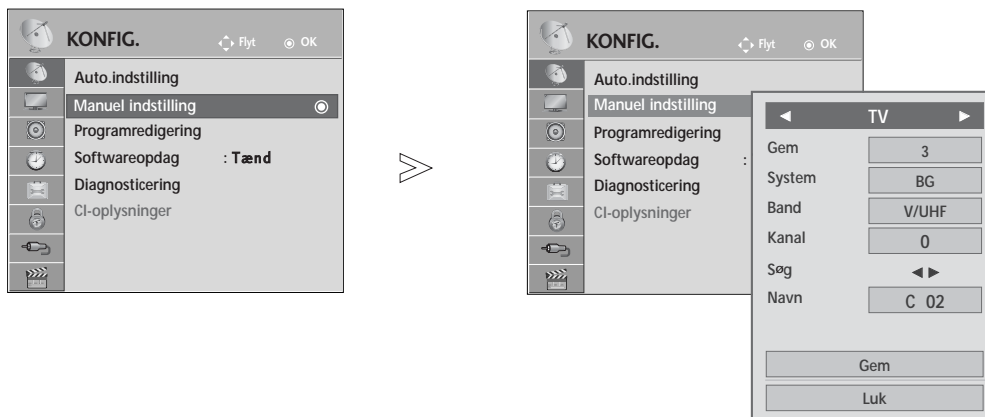 KONFIG. Flyt OK
Auto.indstilling
Manuel indstilling
Programredigering
Softwareopdag : Tænd
Diagnosticering
CI-oplysninger
KONFIG. Flyt OK
Auto.indstilling
Manuel indstilling
Programredigering
Softwareopdag :
Diagnosticering
CI-oplysninger
◄ TV ►
Gem 3
System BG
Band V/UHF
Kanal 0
Søg ◄ ►
Navn C 02
Gem
Luk